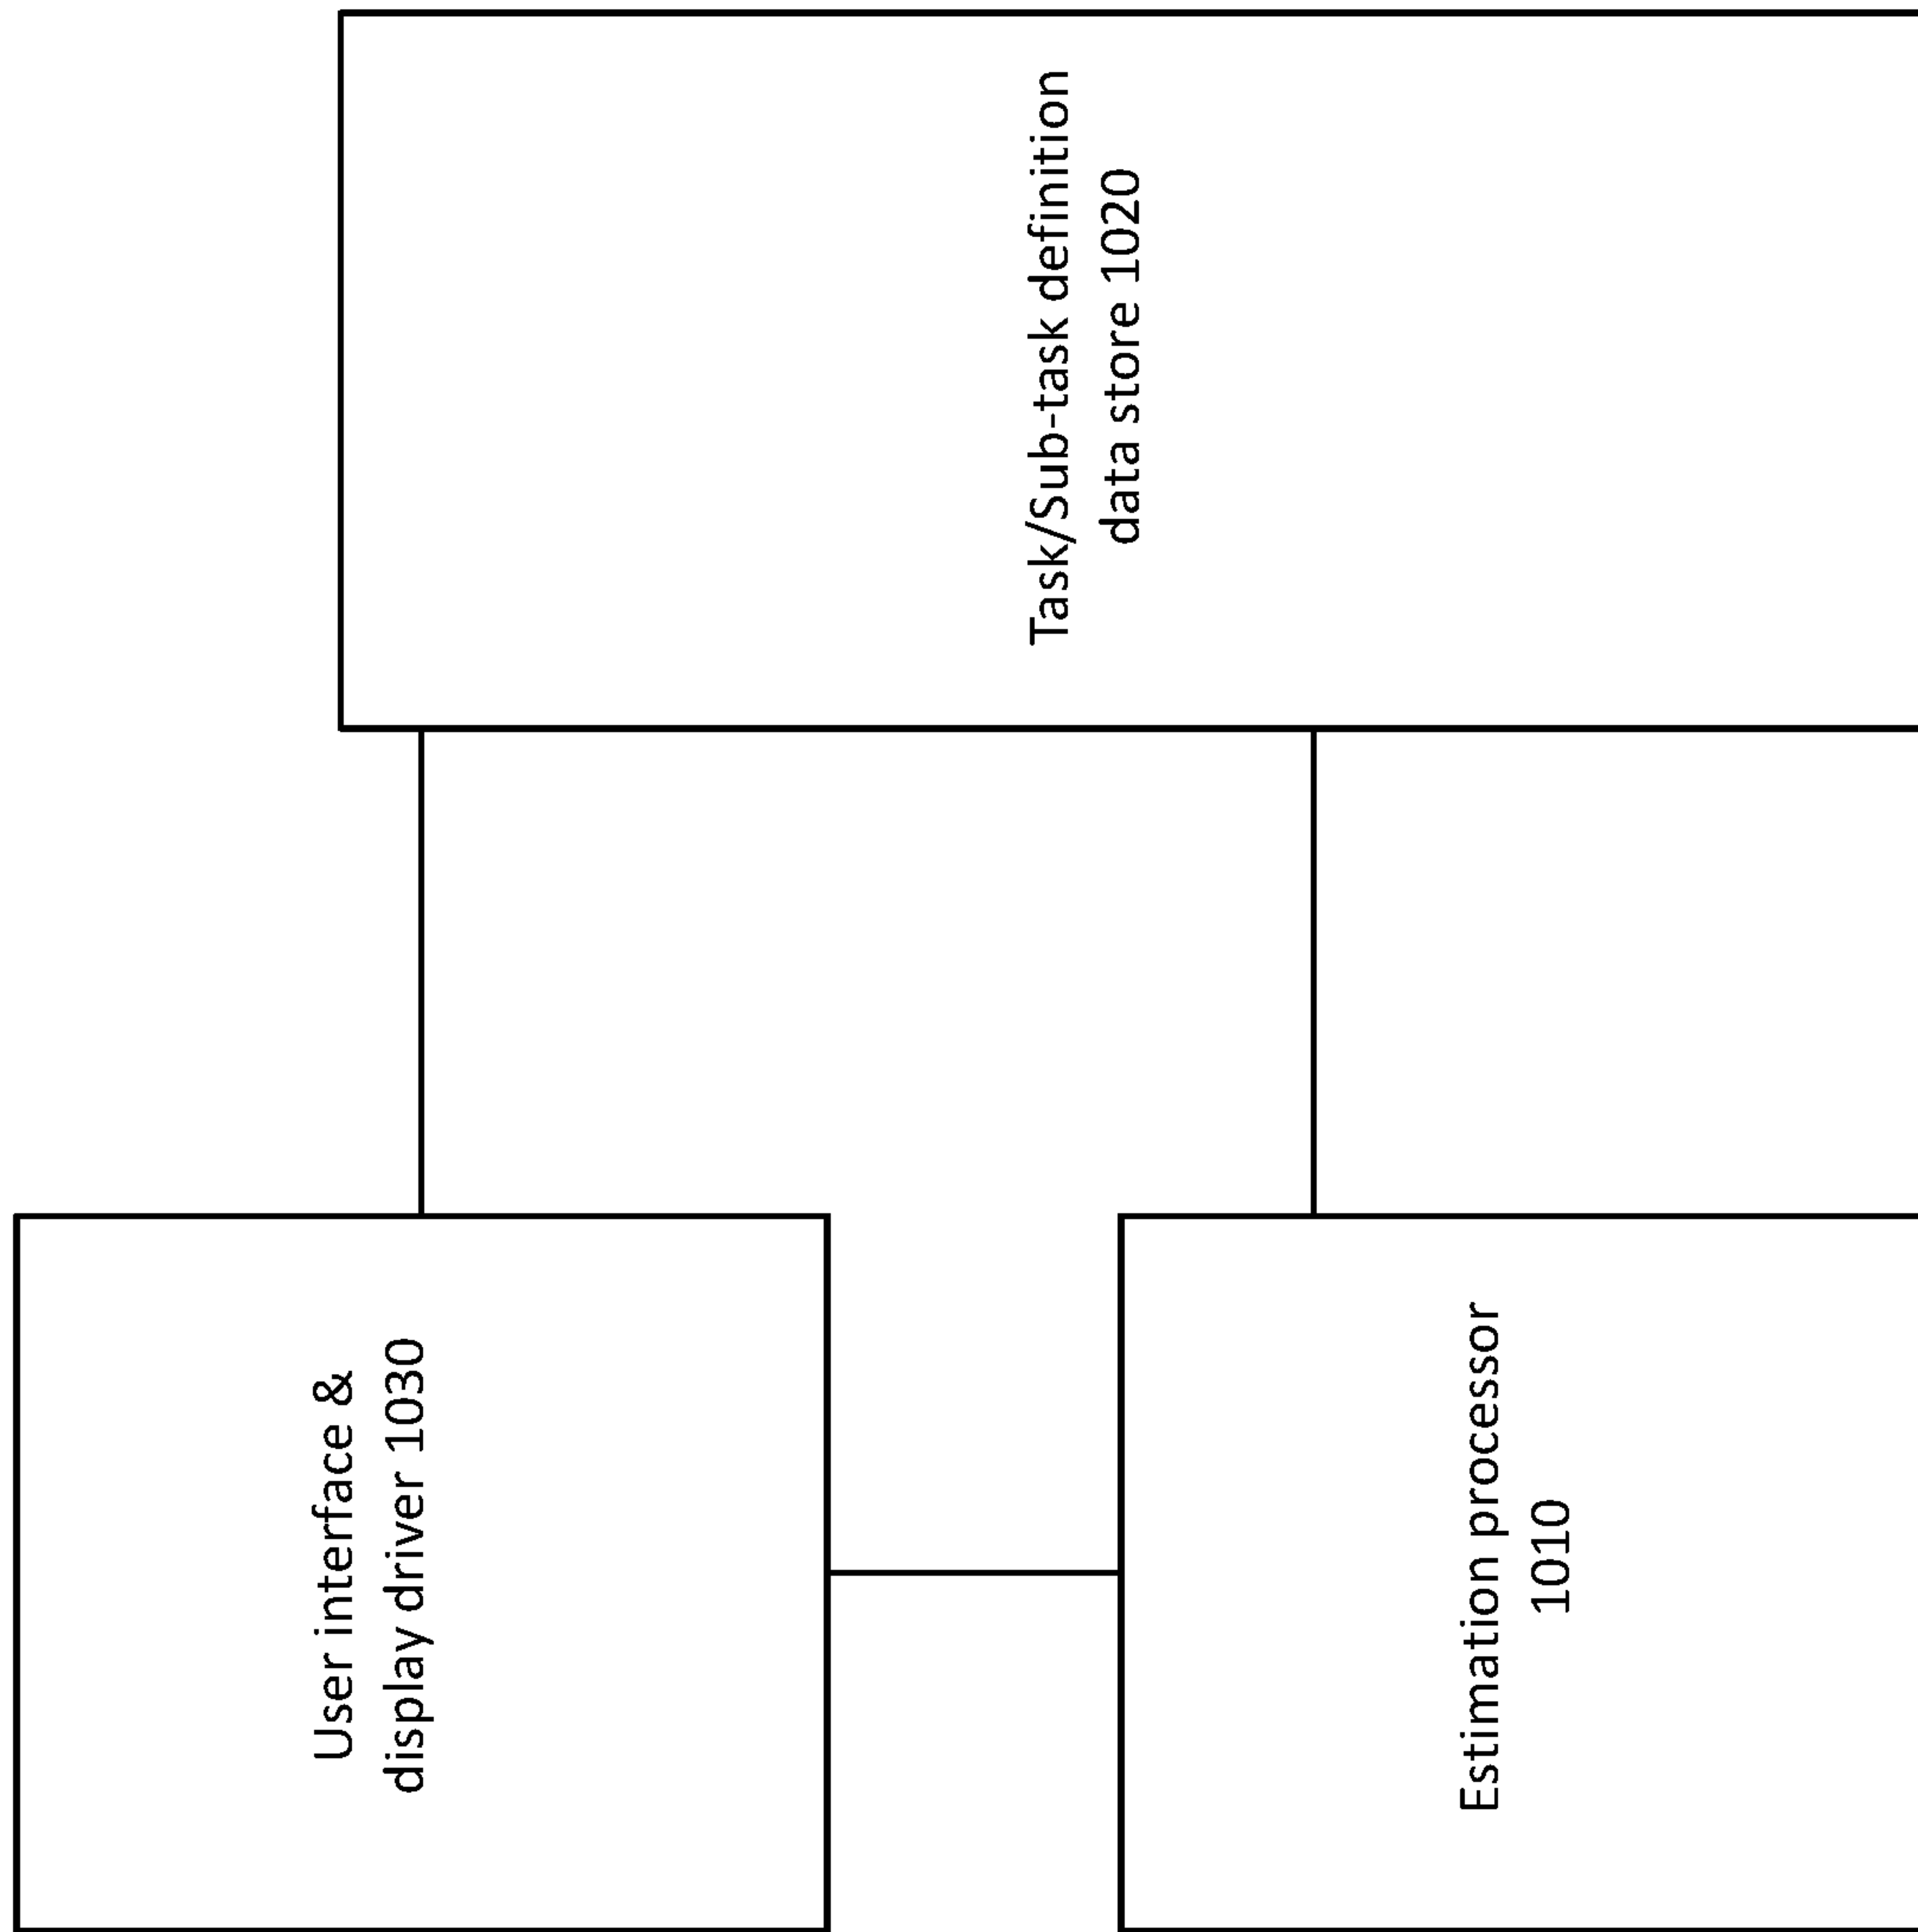 User interface &
display driver 1030
Task/Sub-task definition
data store 1020
Estimation processor
1010